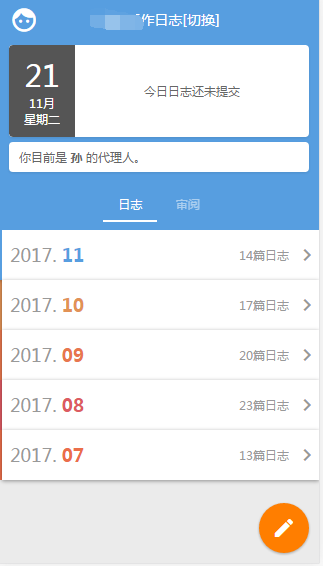 作日志[切换]
21
11月
星期二
今日日志还未提交
你目前是 孙 的代理人。
日志 审阅
2017. 11 14篇日志
2017. 10 17篇日志
2017. 09 20篇日志
2017. 08 23篇日志
2017. 07 13篇日志